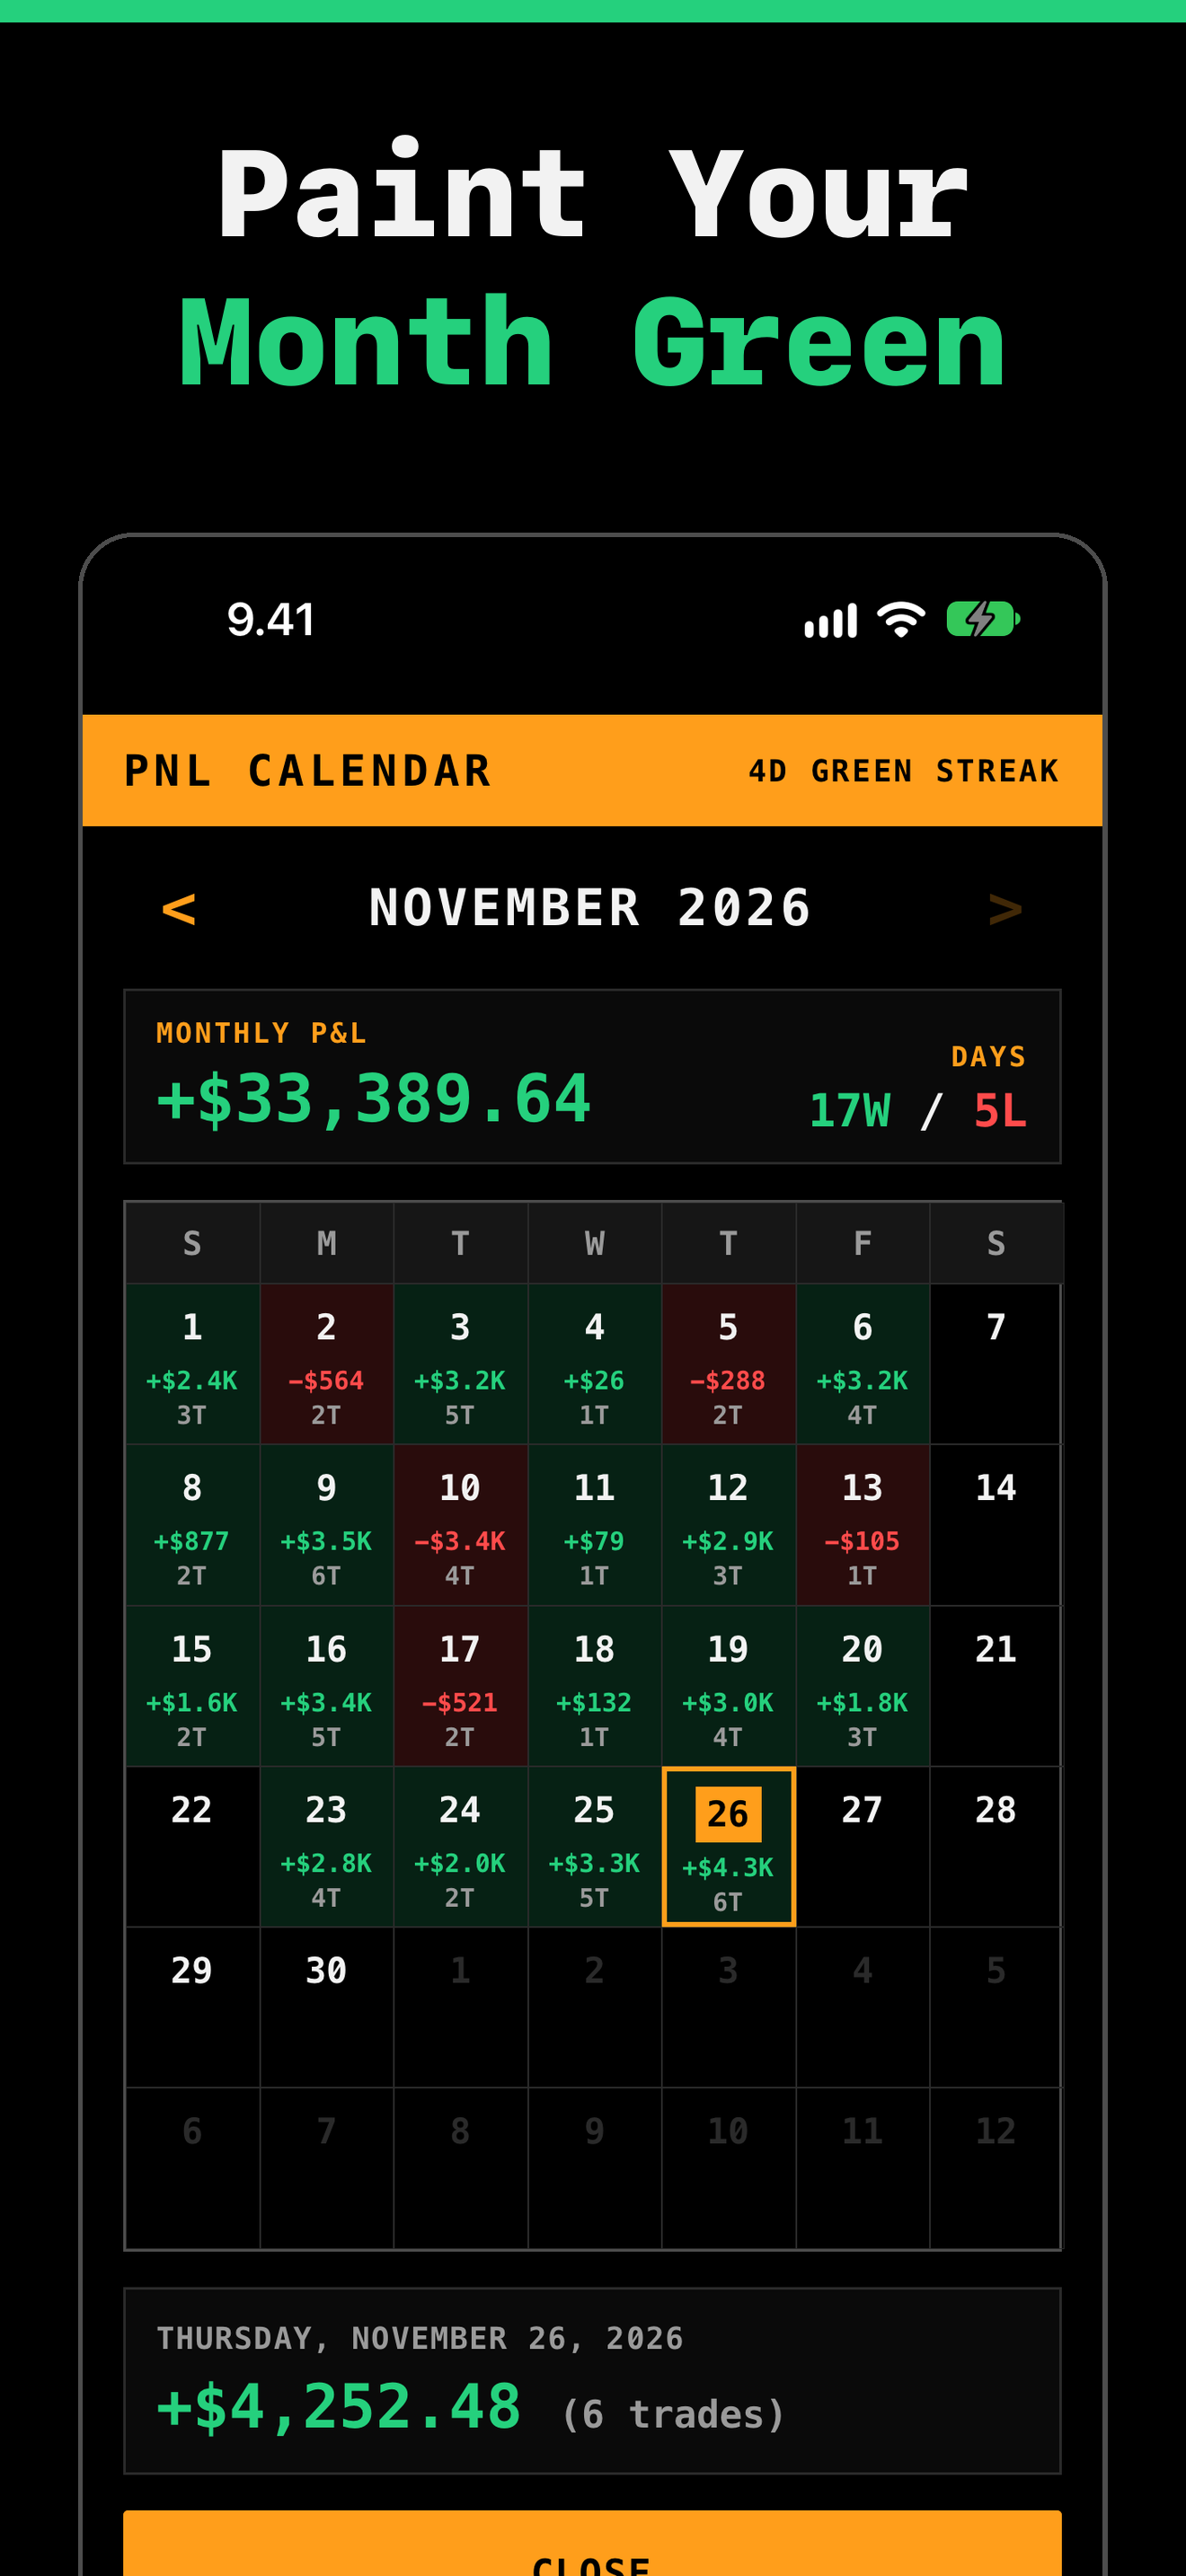 Paint Your
Month Green
9.41
PNL CALENDAR 4D GREEN STREAK
< NOVEMBER 2026 >
MONTHLY P&L DAYS
+$33,389.64 17W / 5L
S M T W T F S
1 2 3 4 5 6 7
+$2.4K −$564 +$3.2K +$26 −$288 +$3.2K
3T 2T 5T 1T 2T 4T
8 9 10 11 12 13 14
+$877 +$3.5K −$3.4K +$79 +$2.9K −$105
2T 6T 4T 1T 3T 1T
15 16 17 18 19 20 21
+$1.6K +$3.4K −$521 +$132 +$3.0K +$1.8K
2T 5T 2T 1T 4T 3T
22 23 24 25 26 27 28
+$2.8K +$2.0K +$3.3K +$4.3K
4T 2T 5T 6T
29 30 1 2 3 4 5
6 7 8 9 10 11 12
THURSDAY, NOVEMBER 26, 2026
+$4,252.48 (6 trades)
CLOSE